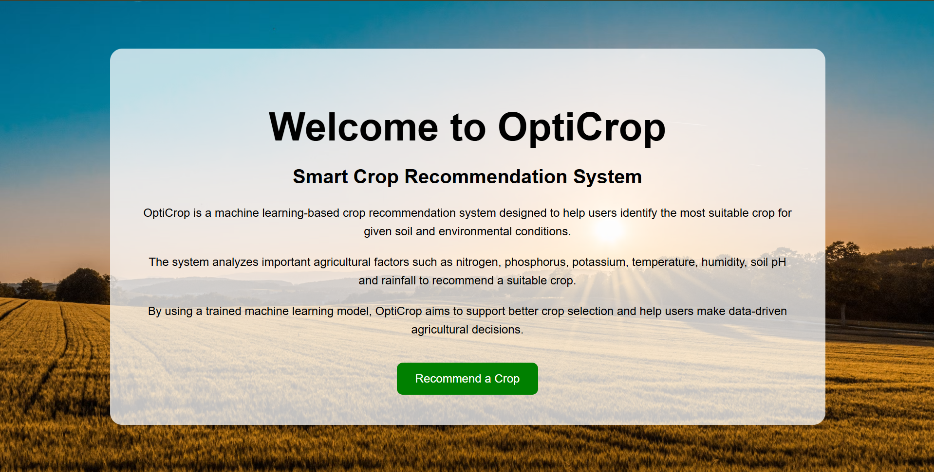 Welcome to OptiCrop
Smart Crop Recommendation System
OptiCrop is a machine learning-based crop recommendation system designed to help users identify the most suitable crop for
given soil and environmental conditions.
The system analyzes important agricultural factors such as nitrogen, phosphorus, potassium, temperature, humidity, soil pH
and rainfall to recommend a suitable crop.
By using a trained machine learning model, OptiCrop aims to support better crop selection and help users make data-driven
agricultural decisions.
Recommend a Crop